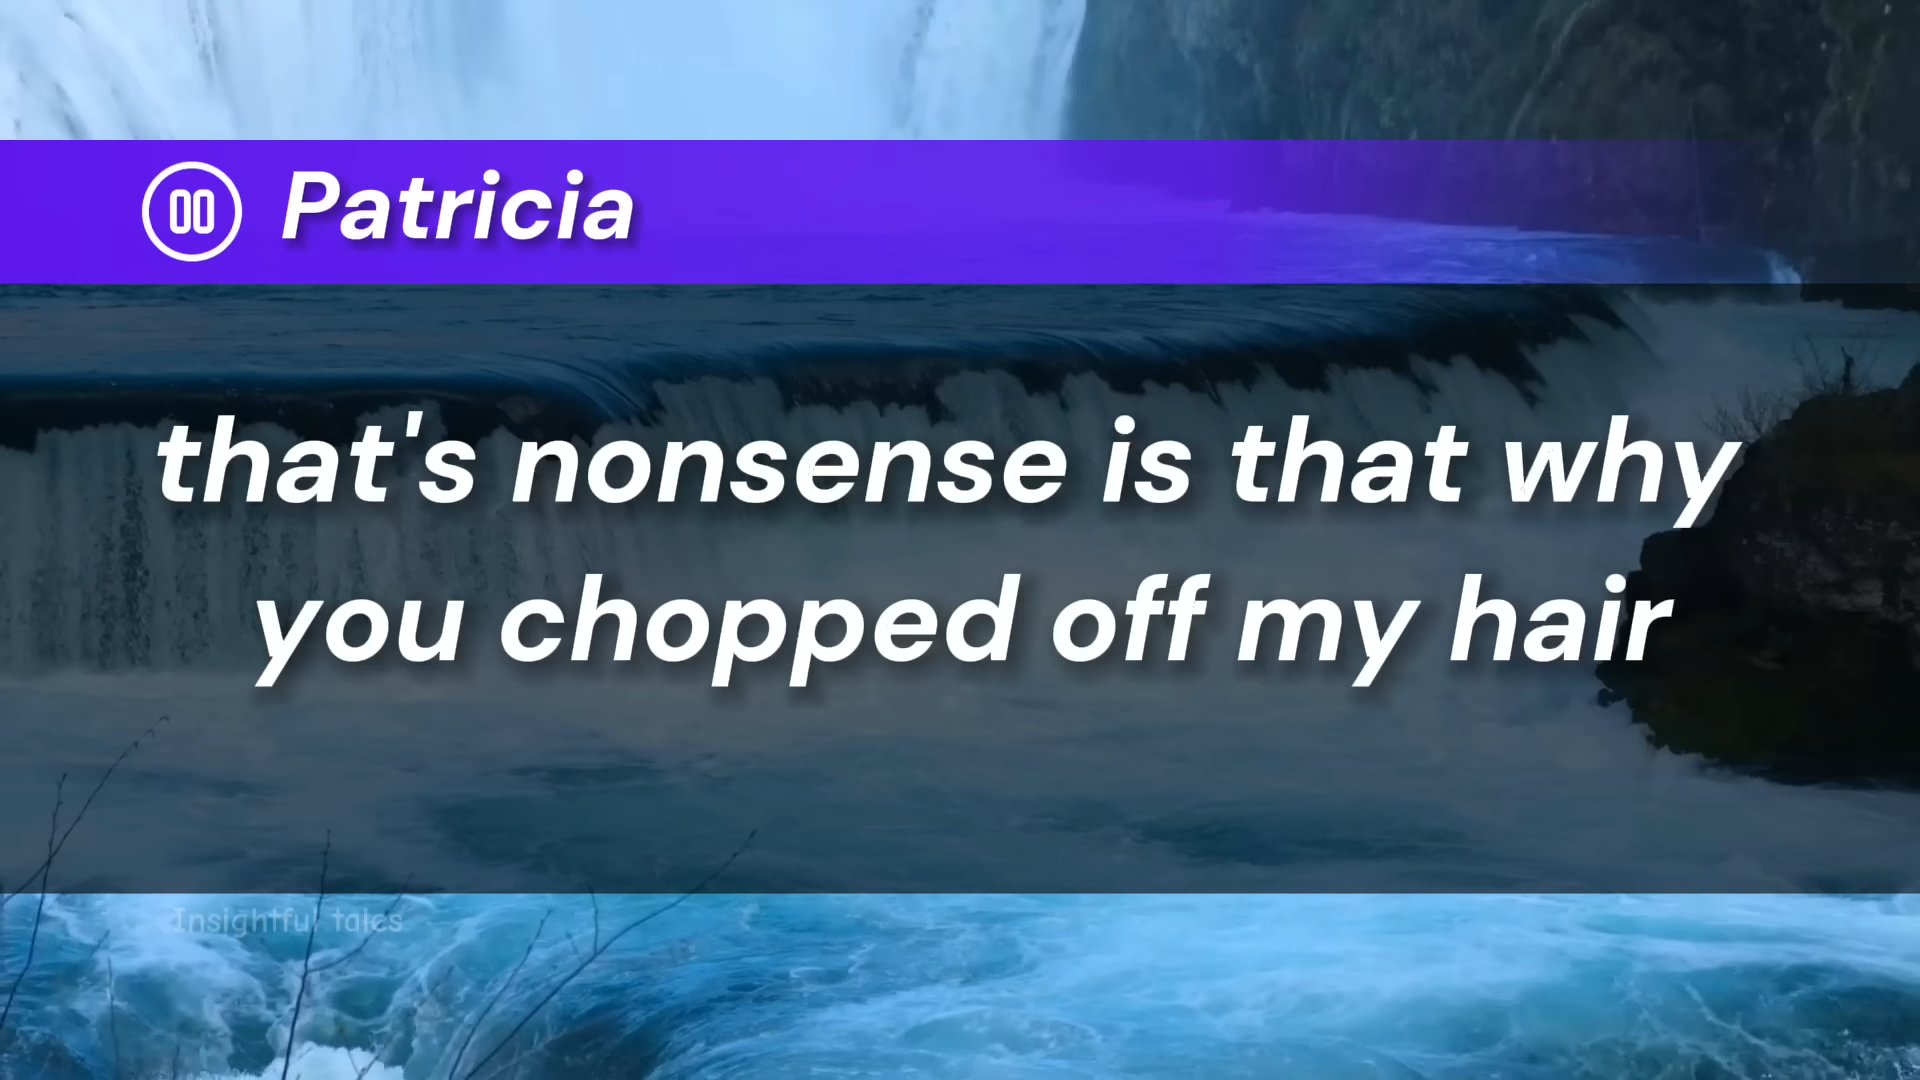 Patricia
that's nonsense is that why
you chopped off my hair
Insightful tales